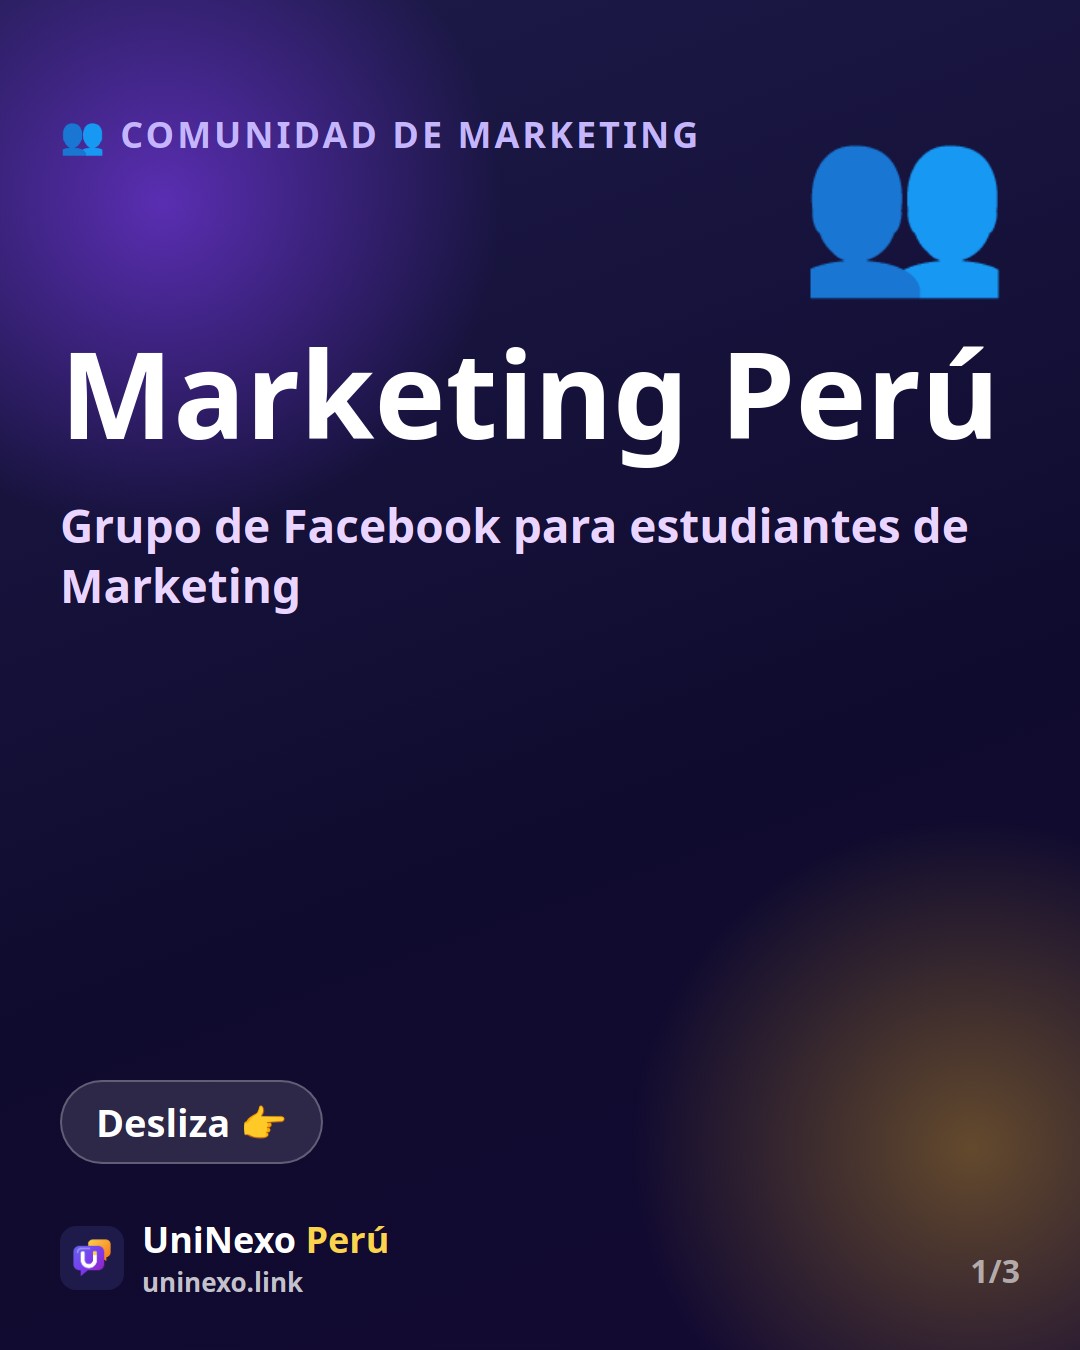 👥 COMUNIDAD DE MARKETING
Marketing Perú
Grupo de Facebook para estudiantes de
Marketing
Desliza 👉
UniNexo Perú
uninexo.link
1/3